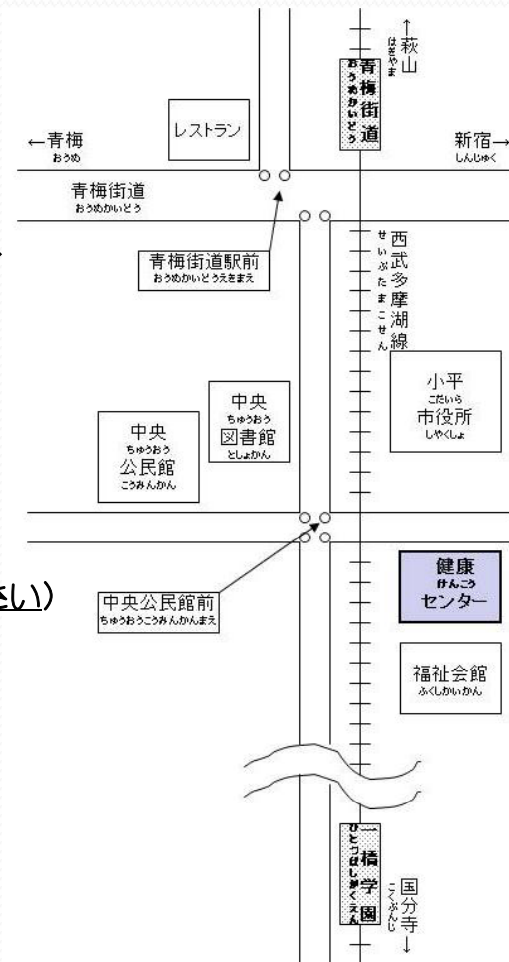 ↑萩山
はぎやま
青梅街道
おうめかいどう
レストラン
←青梅
おうめ
新宿→
しんじゅく
青梅街道
おうめかいどう
青梅街道駅前
おうめかいどうえきまえ
西武多摩湖線
せいぶたまこせん
小平
こだいら
市役所
しやくしょ
中央
ちゅうおう
図書館
としょかん
中央
ちゅうおう
公民館
こうみんかん
健康
けんこう
センター
さい)
中央公民館前
ちゅうおうこうみんかんまえ
福祉会館
ふくしかいかん
一橋学園
ひとつばしがくえん
国分寺↓
こくぶんじ